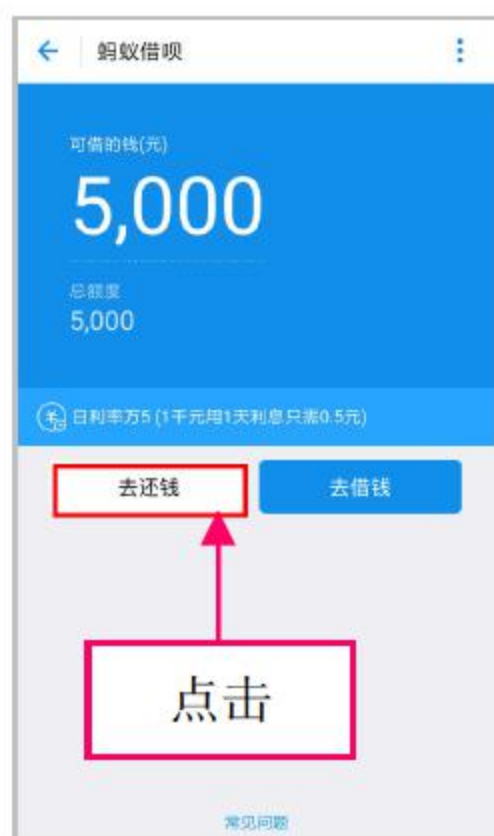 蚂蚁借呗
可借的钱(元)
5,000
总额度
5,000
日利率万5 (1千元用1天利息只需0.5元)
去还钱
去借钱
点击
常见问题